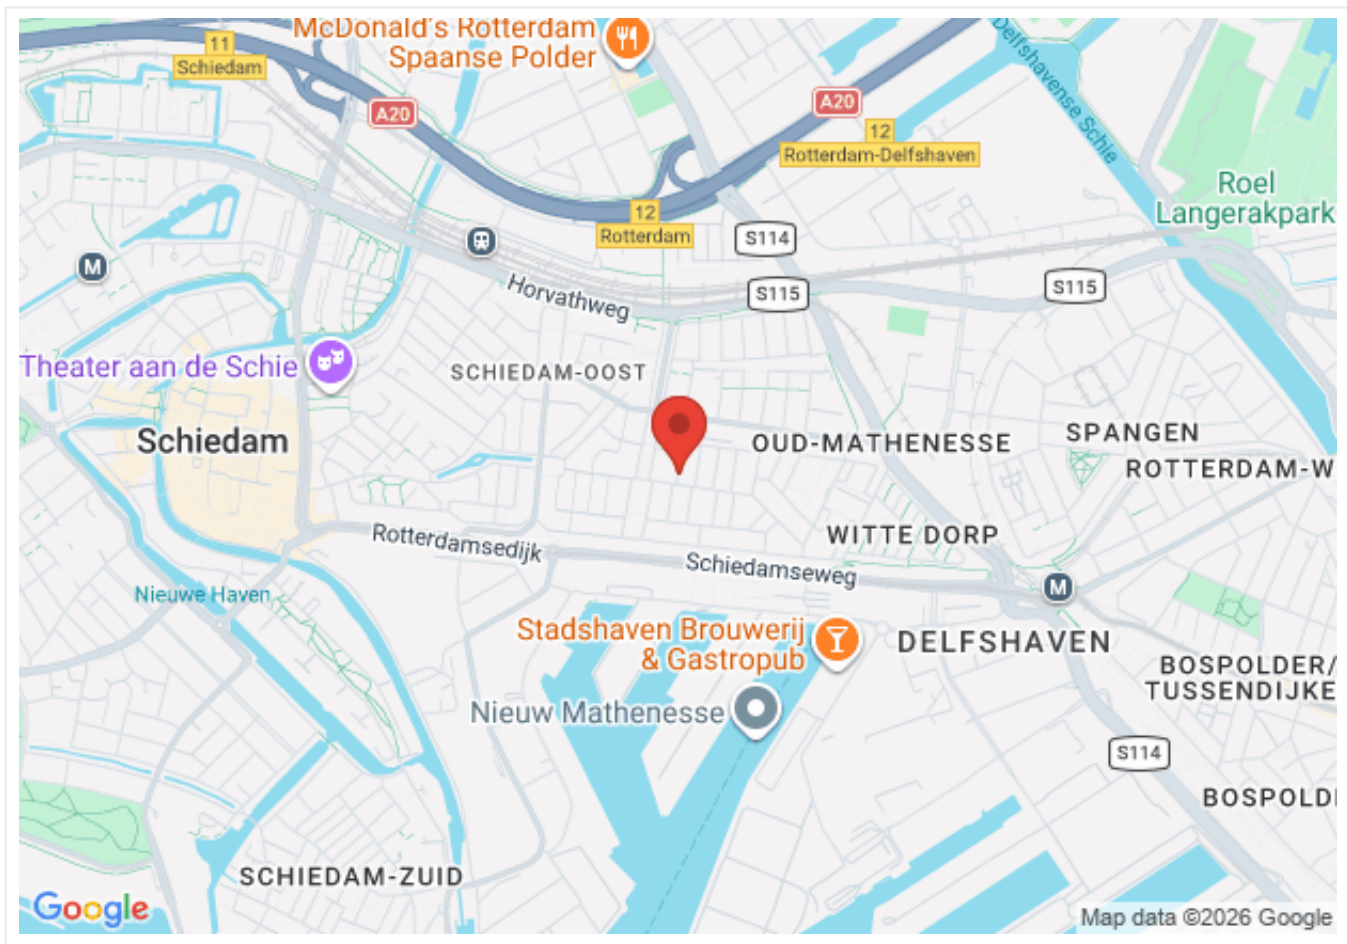 McDonald's Rotterdam
Spaanse Polder
11
Schiedam
A20
A20
12
Rotterdam-Delfshaven
Delfshavense Schie
Roel
Langerakpark
12
Rotterdam
S114
M
Horvathweg
S115
S115
Theater aan de Schie
SCHIEDAM-OOST
Schiedam
OUD-MATHENESSE
SPANGEN
ROTTERDAM-W
Rotterdamsedijk
WITTE DORP
Schiedamseweg
M
Nieuwe Haven
Stadshaven Brouwerij
& Gastropub
DELFSHAVEN
BOSPOLDER/
TUSSENDIJKE
Nieuw Mathenesse
S114
BOSPOLD
SCHIEDAM-ZUID
Google
Map data ©2026 Google